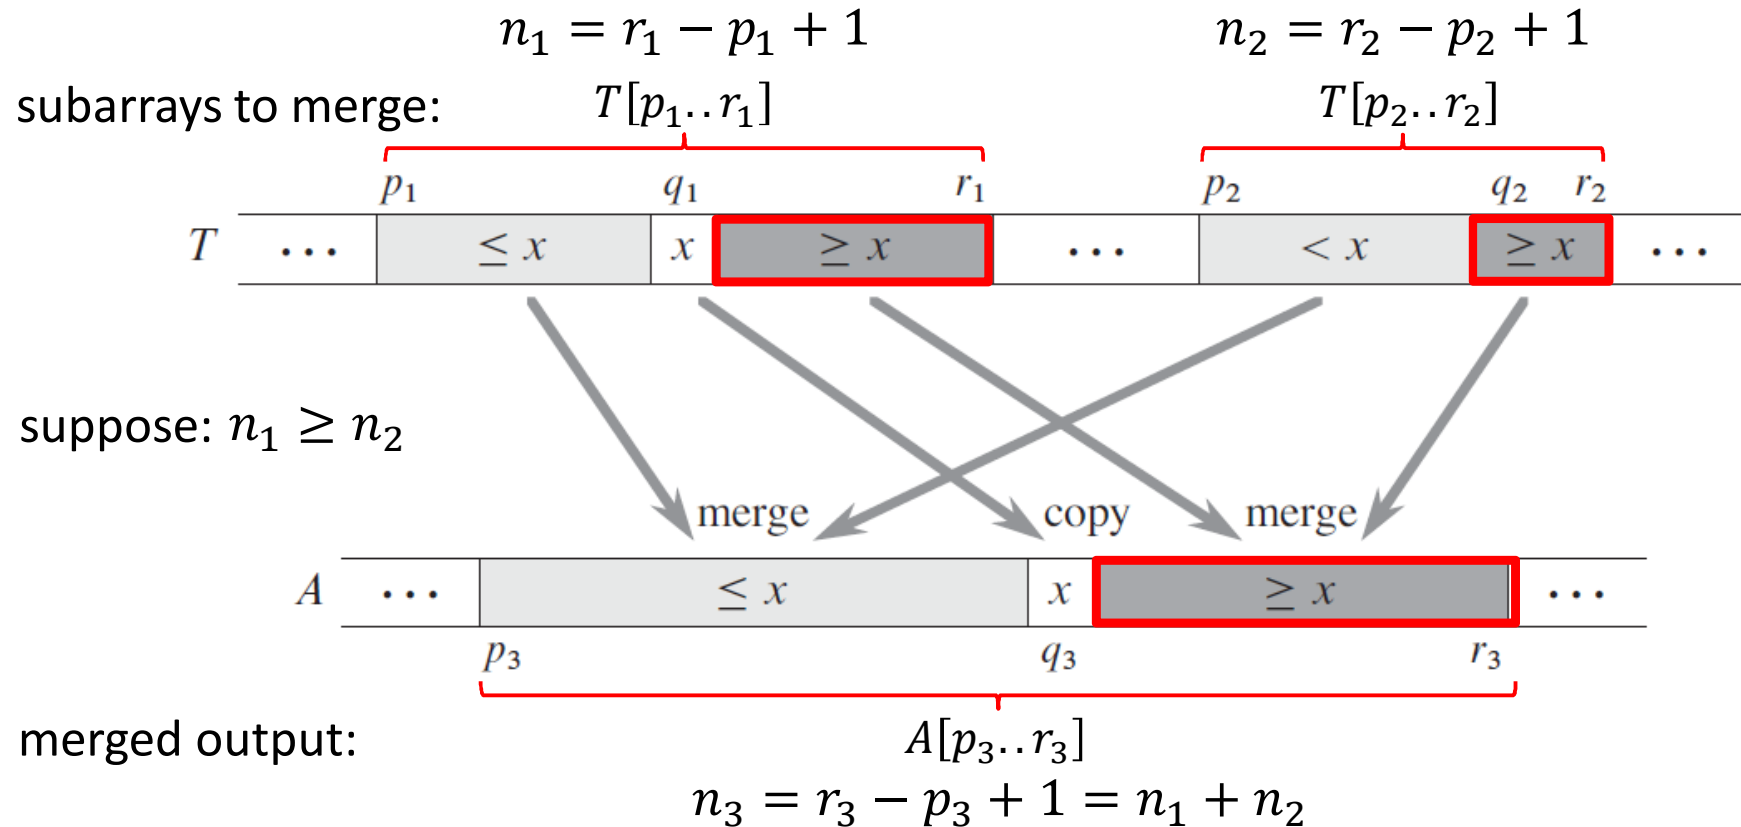 n₁ = r₁ − p₁ + 1 n₂ = r₂ − p₂ + 1
subarrays to merge: T[p₁..r₁] T[p₂..r₂]
p₁ q₁ r₁ p₂ q₂ r₂
T ··· ≤ x x ≥ x ··· < x ≥ x ···
suppose: n₁ ≥ n₂
merge copy merge
A ··· ≤ x x ≥ x ···
p₃ q₃ r₃
merged output: A[p₃..r₃]
n₃ = r₃ − p₃ + 1 = n₁ + n₂